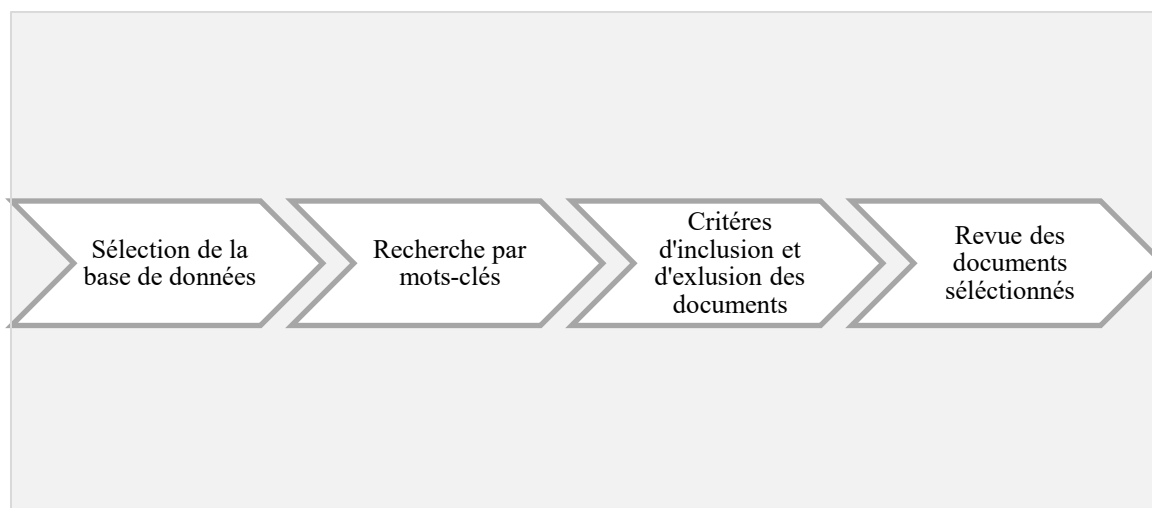 Sélection de la
base de données
Recherche par
mots-clés
Critéres
d'inclusion et
d'exlusion des
documents
Revue des
documents
séléctionnés